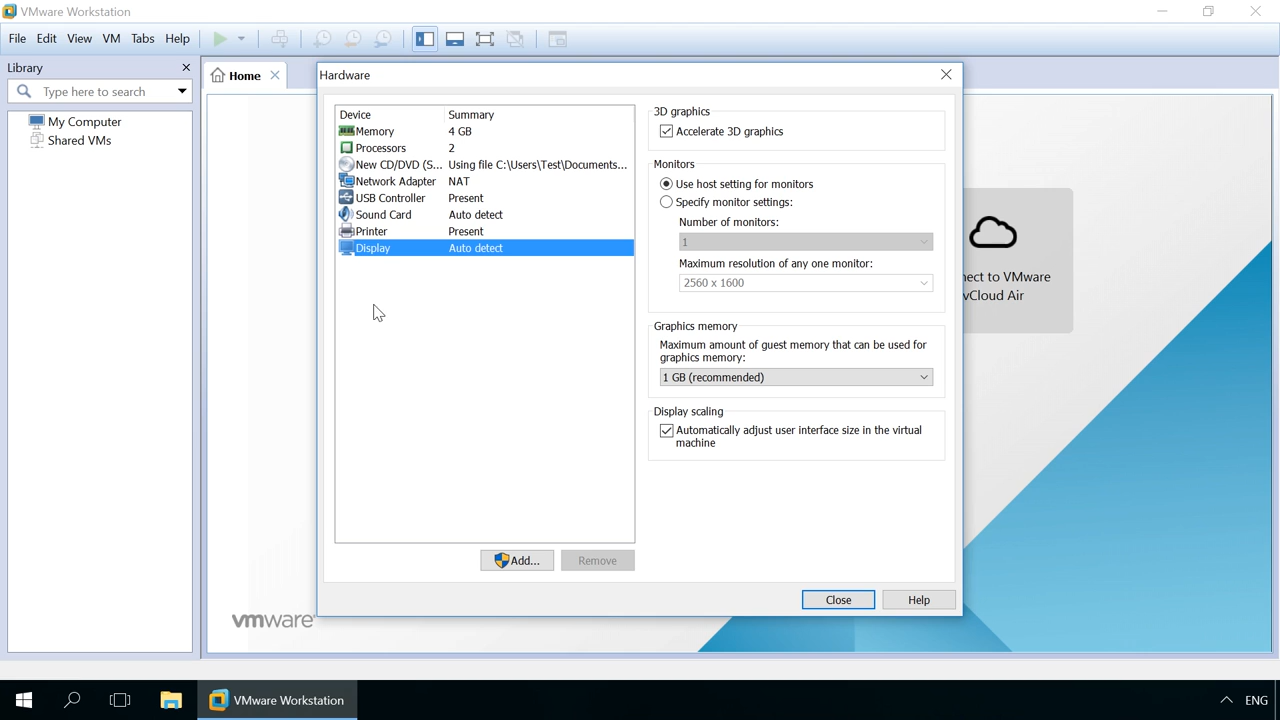 VMware Workstation
File Edit View VM Tabs Help
Library
Type here to search
My Computer
Shared VMs
Home
Hardware
Device Summary
Memory 4 GB
Processors 2
New CD/DVD (S... Using file C:\Users\Test\Documents...
Network Adapter NAT
USB Controller Present
Sound Card Auto detect
Printer Present
Display Auto detect
Add... Remove
3D graphics
Accelerate 3D graphics
Monitors
Use host setting for monitors
Specify monitor settings:
Number of monitors:
1
Maximum resolution of any one monitor:
2560 x 1600
Graphics memory
Maximum amount of guest memory that can be used for
graphics memory:
1 GB (recommended)
Display scaling
Automatically adjust user interface size in the virtual
machine
Close Help
nect to VMware
vCloud Air
vmware
VMware Workstation
ENG